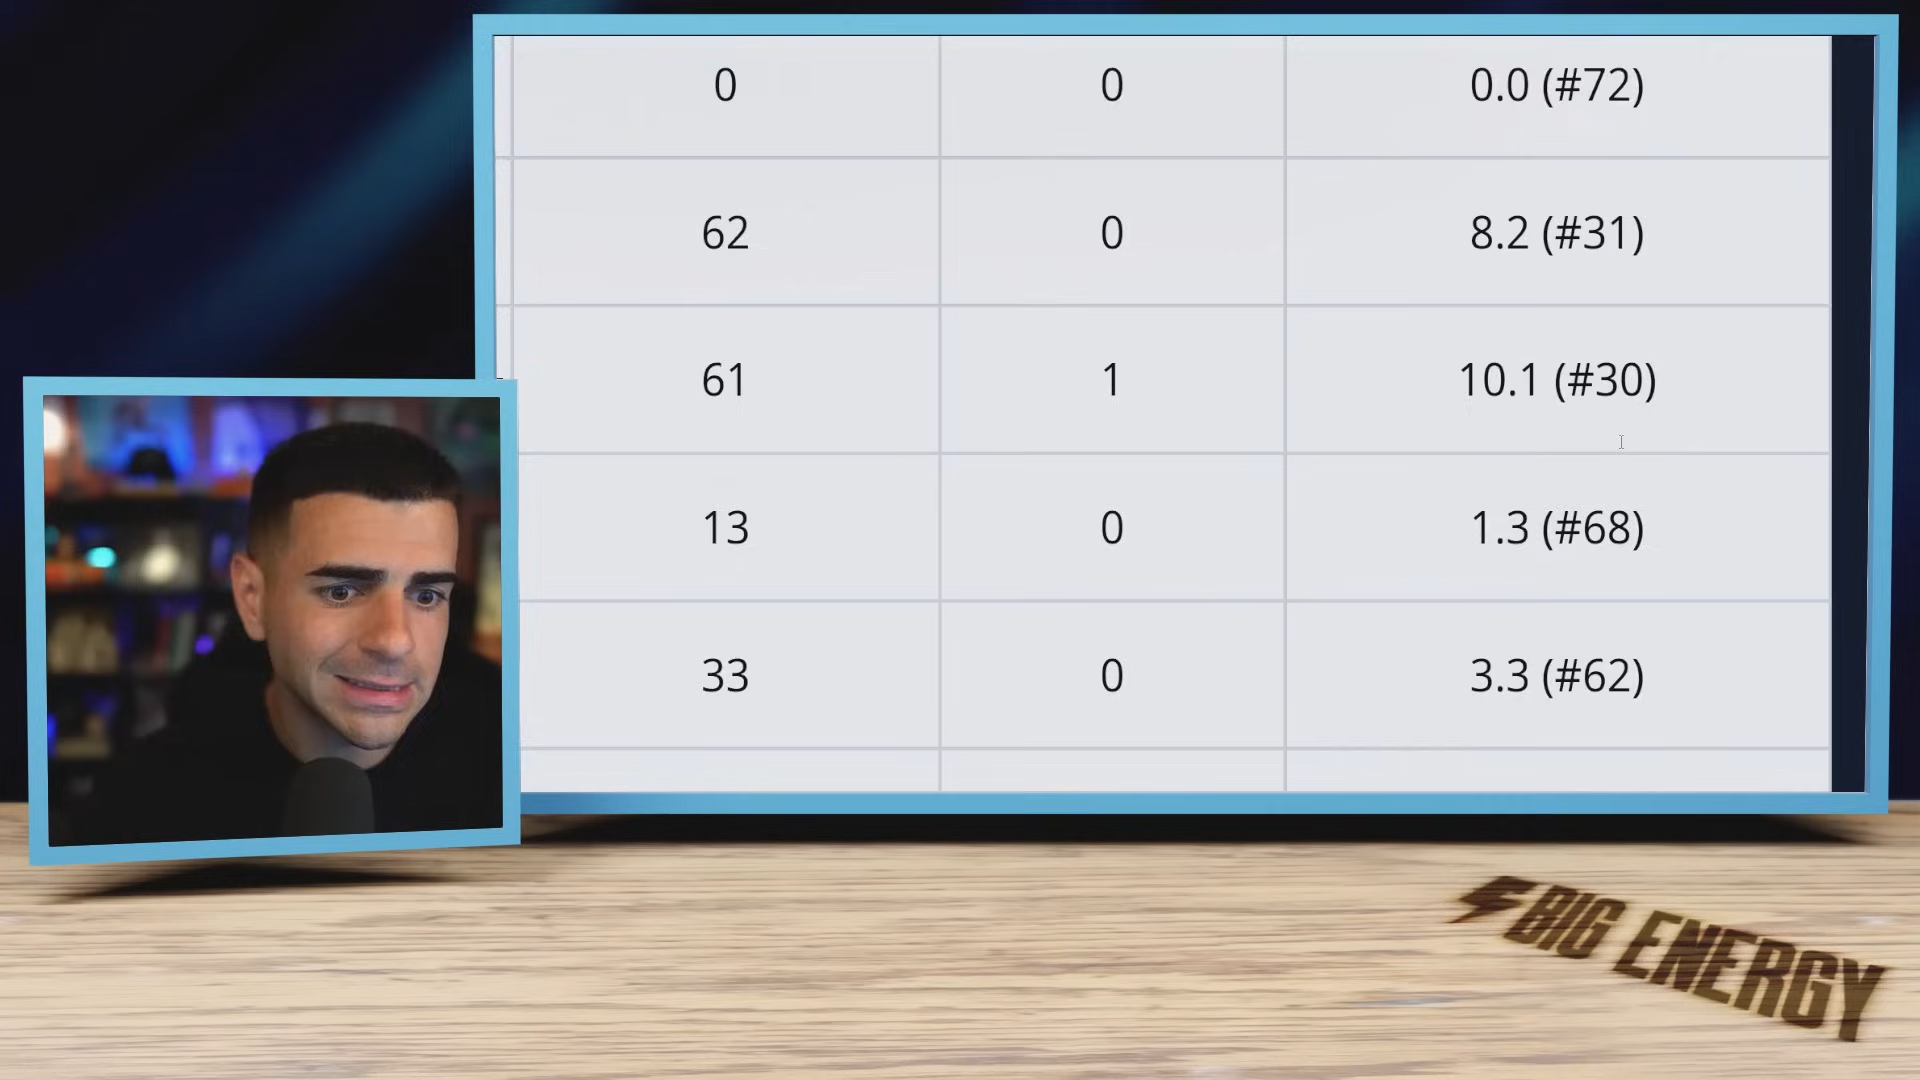 0 0 0.0 (#72)
62 0 8.2 (#31)
61 1 10.1 (#30)
13 0 1.3 (#68)
33 0 3.3 (#62)
BIG ENERGY